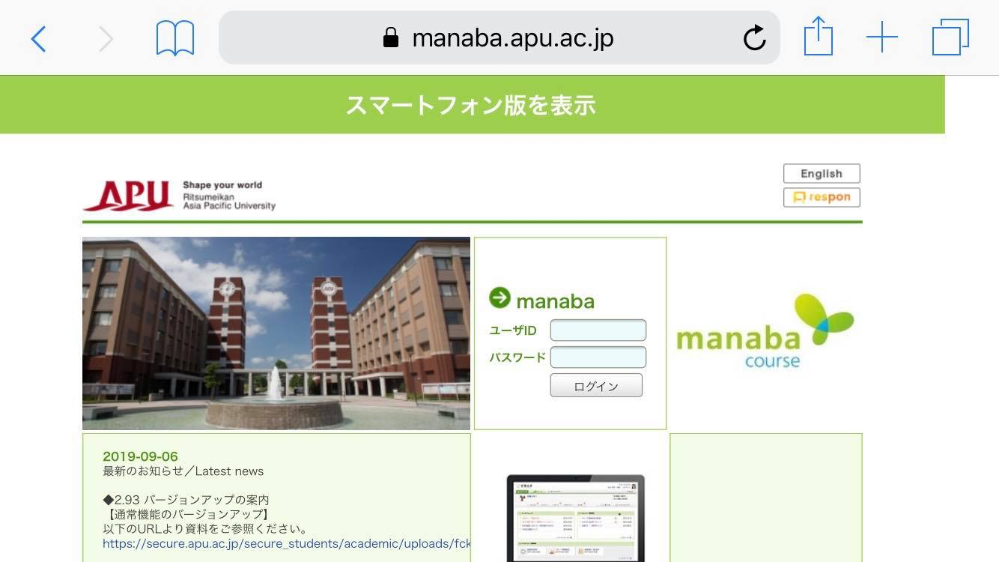 manaba.apu.ac.jp
スマートフォン版を表示
APU
Shape your world
Ritsumeikan
Asia Pacific University
English
respon
manaba
ユーザID
パスワード
ログイン
manaba
course
2019-09-06
最新のお知らせ／Latest news
◆2.93 バージョンアップの案内
【通常機能のバージョンアップ】
以下のURLより資料をご参照ください。
https://secure.apu.ac.jp/secure_students/academic/uploads/fck